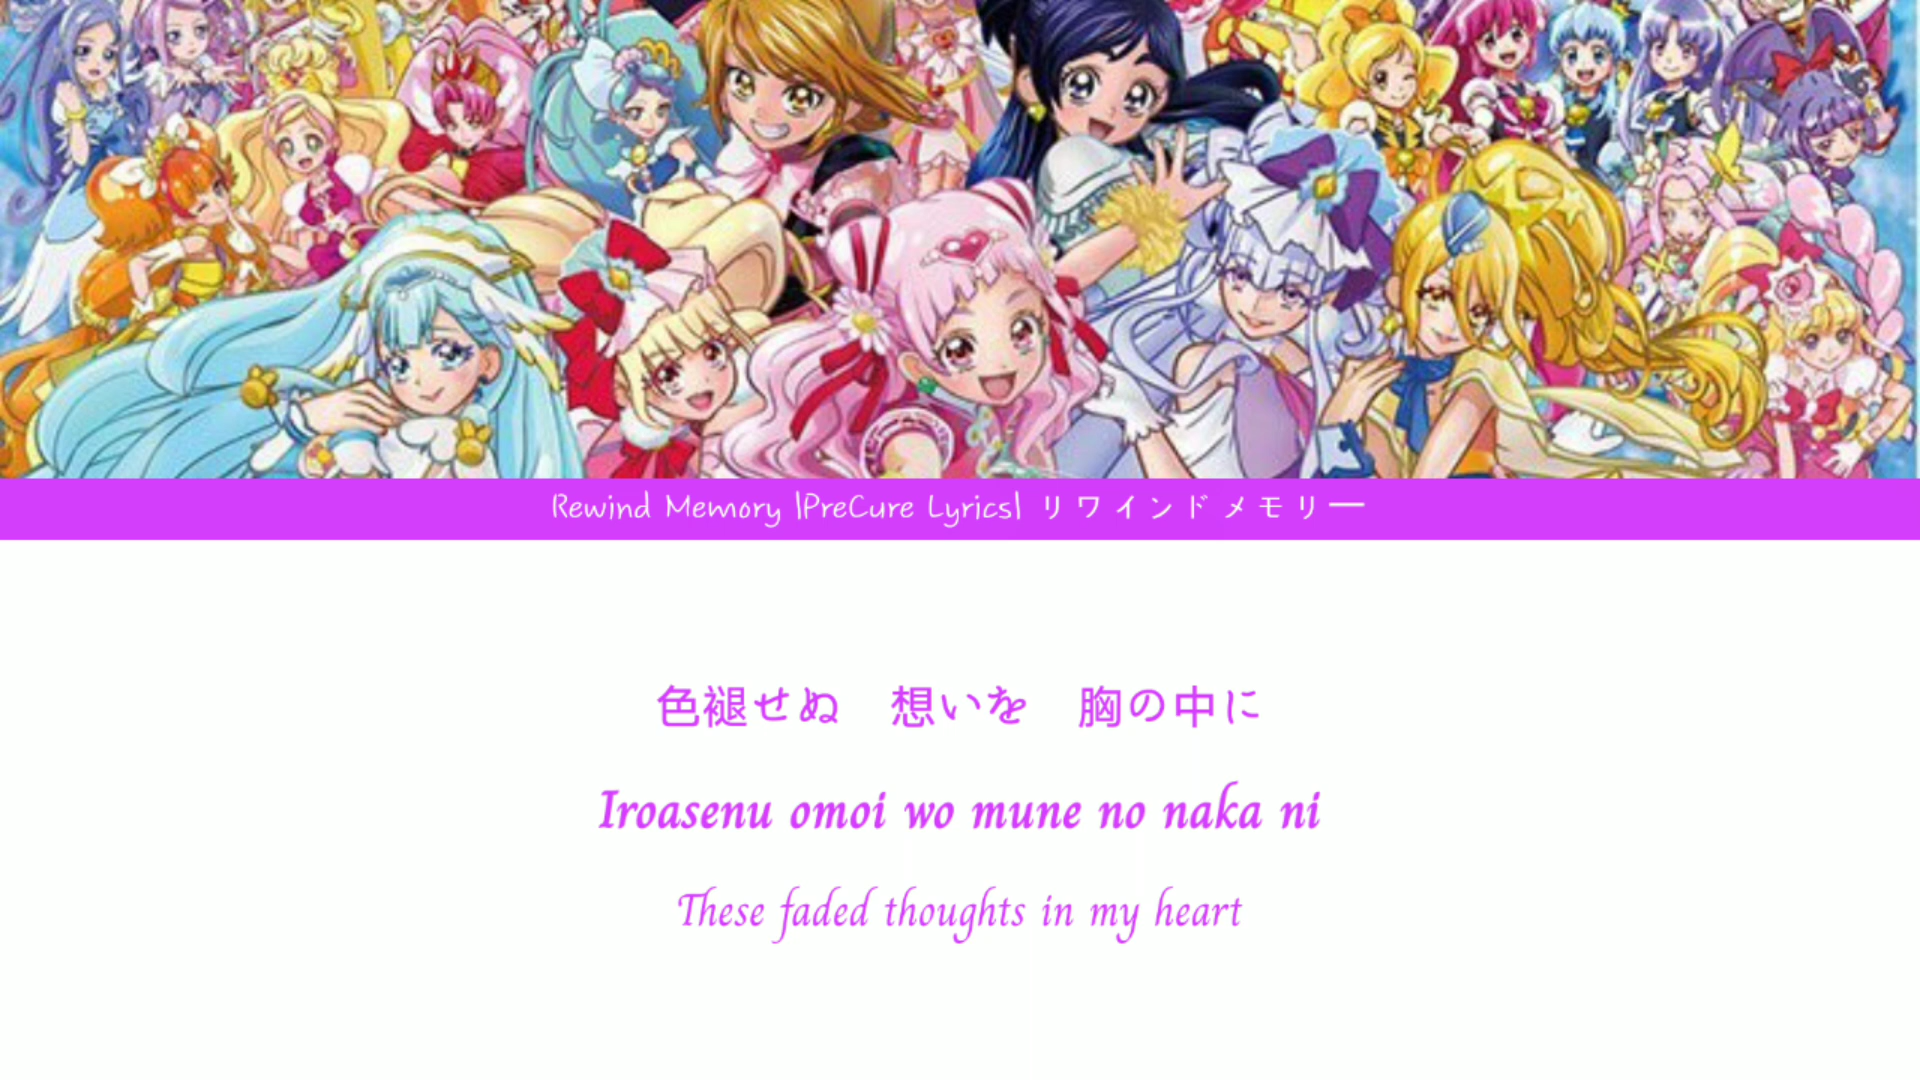 Rewind Memory |PreCure Lyrics| リワインドメモリー
色褪せぬ　想いを　胸の中に
Iroasenu omoi wo mune no naka ni
These faded thoughts in my heart